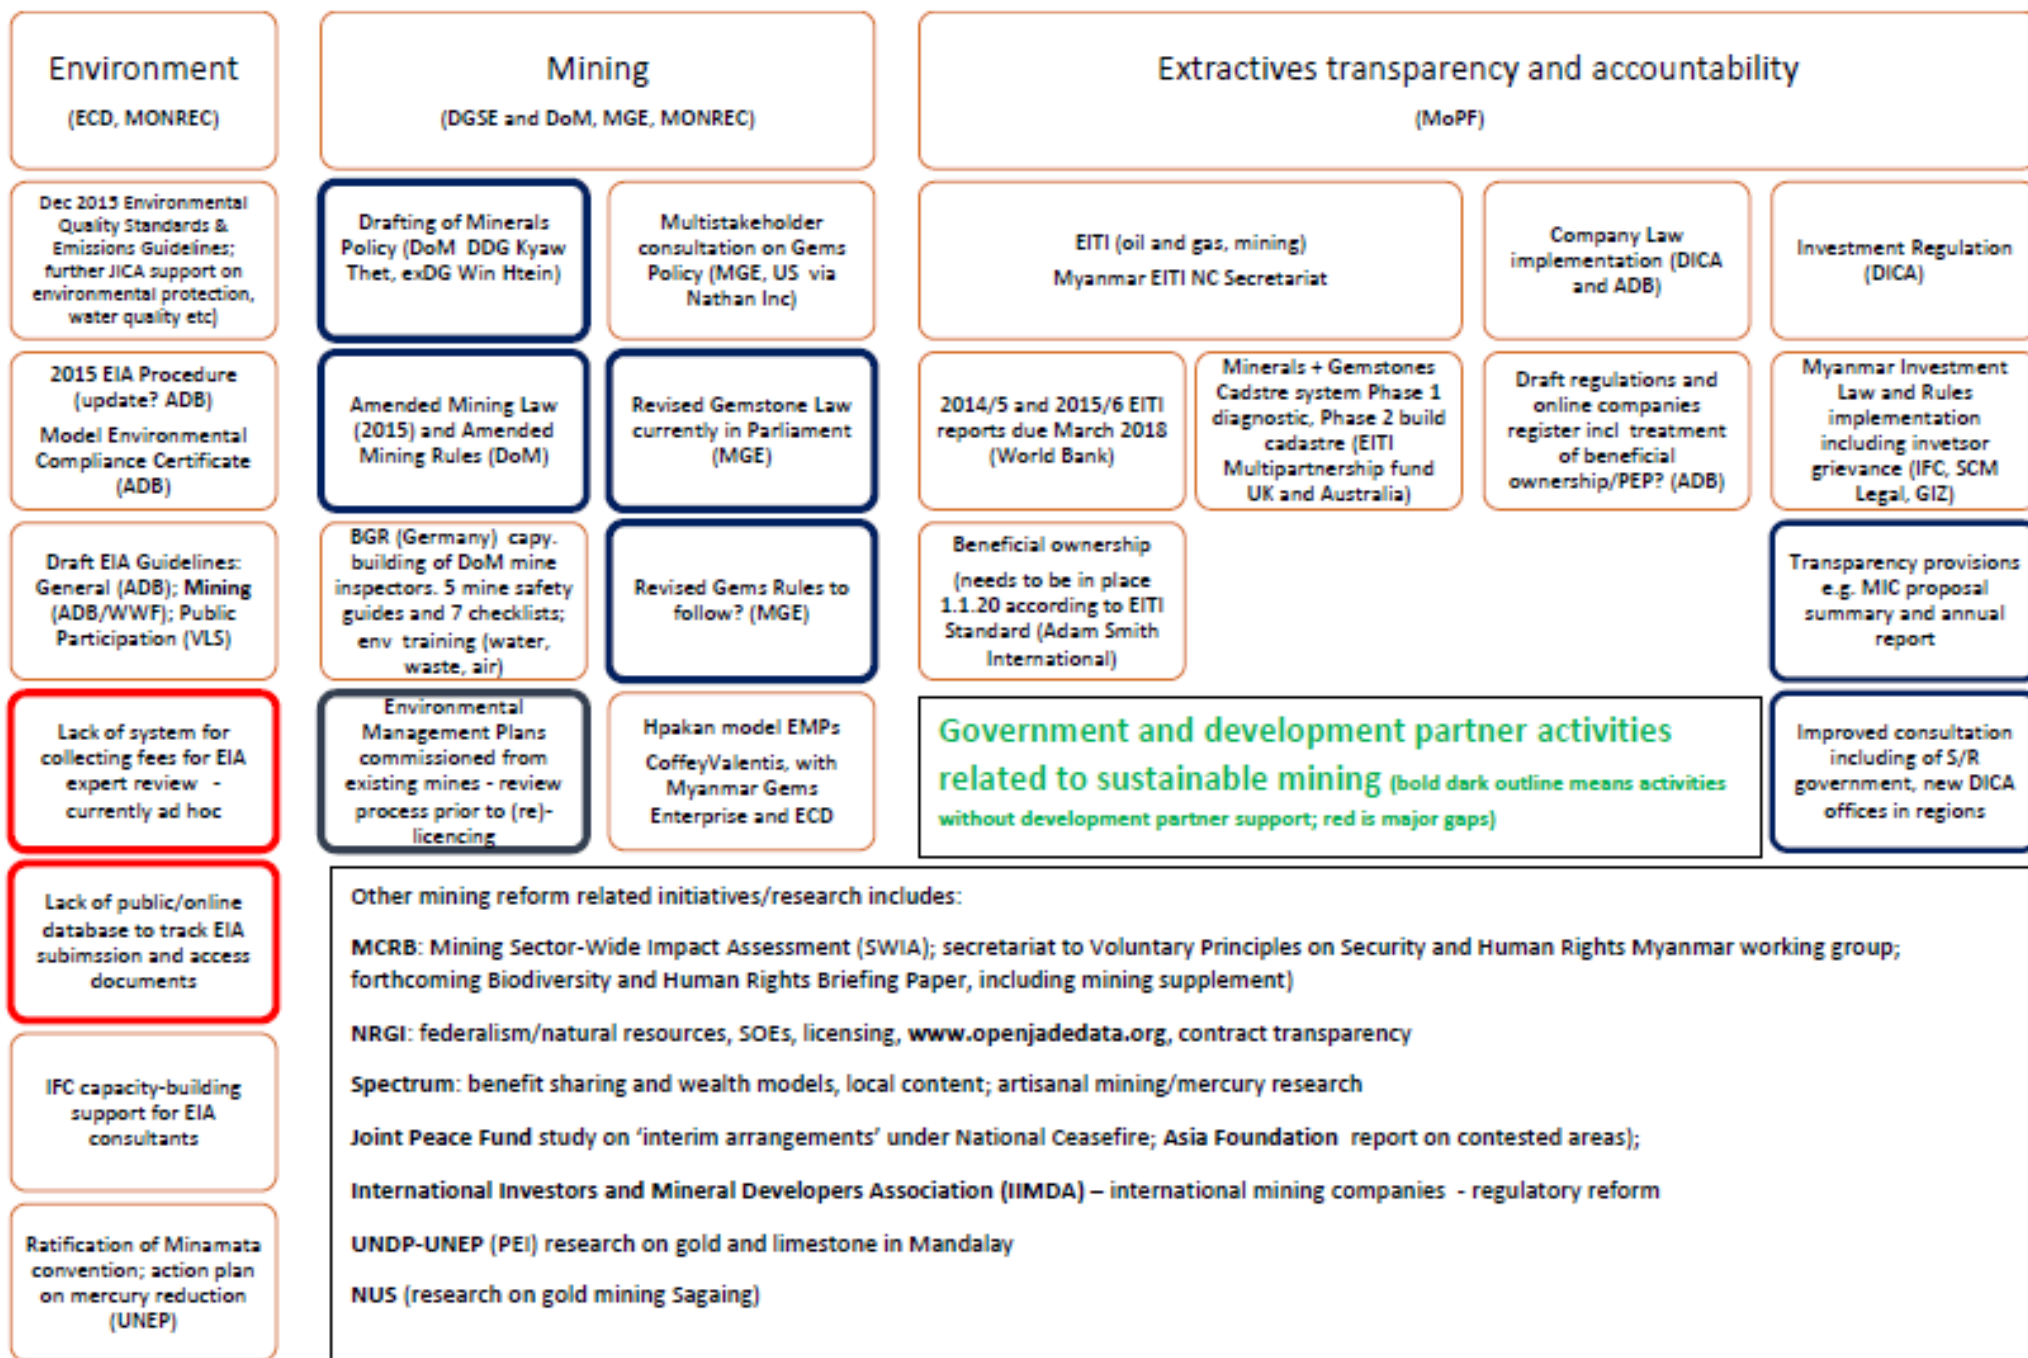 Environment
(ECD, MONREC)
Mining
(DGSE and DoM, MGE, MONREC)
Extractives transparency and accountability
(MoPF)
Dec 2015 Environmental
Quality Standards &
Emissions Guidelines;
further JICA support on
environmental protection,
water quality etc)
Drafting of Minerals
Policy (DoM DDG Kyaw
Thet, exDG Win Htein)
Multistakeholder
consultation on Gems
Policy (MGE, US via
Nathan Inc)
EITI (oil and gas, mining)
Myanmar EITI NC Secretariat
Company Law
implementation (DICA
and ADB)
Investment Regulation
(DICA)
2015 EIA Procedure
(update? ADB)
Model Environmental
Compliance Certificate
(ADB)
Amended Mining Law
(2015) and Amended
Mining Rules (DoM)
Revised Gemstone Law
currently in Parliament
(MGE)
2014/5 and 2015/6 EITI
reports due March 2018
(World Bank)
Minerals + Gemstones
Cadstre system Phase 1
diagnostic, Phase 2 build
cadastre (EITI
Multipartnership fund
UK and Australia)
Draft regulations and
online companies
register incl treatment
of beneficial
ownership/PEP? (ADB)
Myanmar Investment
Law and Rules
implementation
including invetsor
grievance (IFC, SCM
Legal, GIZ)
Draft EIA Guidelines:
General (ADB); Mining
(ADB/WWF); Public
Participation (VLS)
BGR (Germany) capy.
building of DoM mine
inspectors. 5 mine safety
guides and 7 checklists;
env training (water,
waste, air)
Revised Gems Rules to
follow? (MGE)
Beneficial ownership
(needs to be in place
1.1.20 according to EITI
Standard (Adam Smith
International)
Transparency provisions
e.g. MIC proposal
summary and annual
report
Lack of system for
collecting fees for EIA
expert review -
currently ad hoc
Environmental
Management Plans
commissioned from
existing mines - review
process prior to (re)-
licencing
Hpakan model EMPs
CoffeyValentis, with
Myanmar Gems
Enterprise and ECD
Government and development partner activities
related to sustainable mining (bold dark outline means activities
without development partner support; red is major gaps)
Improved consultation
including of S/R
government, new DICA
offices in regions
Lack of public/online
database to track EIA
subimssion and access
documents
IFC capacity-building
support for EIA
consultants
Ratification of Minamata
convention; action plan
on mercury reduction
(UNEP)
Other mining reform related initiatives/research includes:
MCRB: Mining Sector-Wide Impact Assessment (SWIA); secretariat to Voluntary Principles on Security and Human Rights Myanmar working group;
forthcoming Biodiversity and Human Rights Briefing Paper, including mining supplement)
NRGI: federalism/natural resources, SOEs, licensing, www.openjadedata.org, contract transparency
Spectrum: benefit sharing and wealth models, local content; artisanal mining/mercury research
Joint Peace Fund study on 'interim arrangements' under National Ceasefire; Asia Foundation report on contested areas);
International Investors and Mineral Developers Association (IIMDA) – international mining companies - regulatory reform
UNDP-UNEP (PEI) research on gold and limestone in Mandalay
NUS (research on gold mining Sagaing)